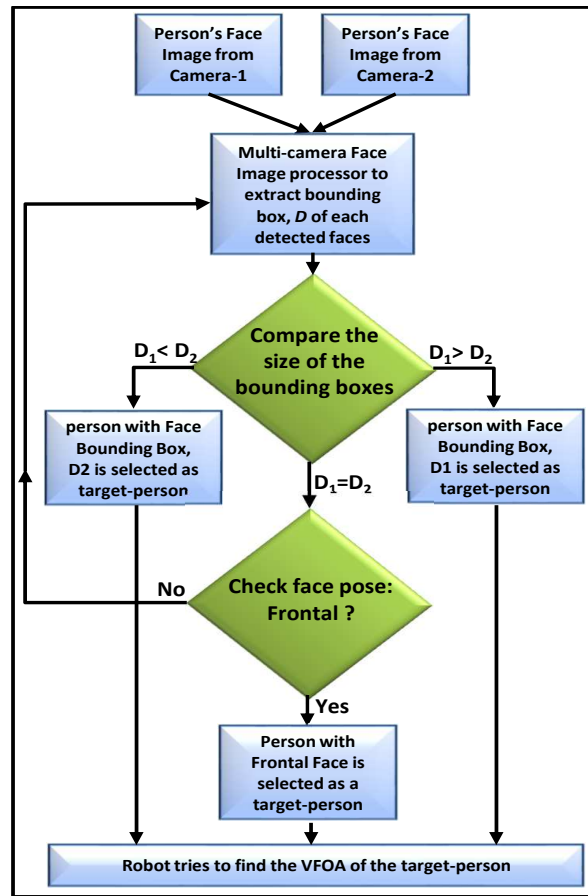 Person's Face
Image from
Camera-1
Person's Face
Image from
Camera-2
Multi-camera Face
Image processor to
extract bounding
box, D of each
detected faces
Compare the
size of the
bounding boxes
D₁< D₂
D₁> D₂
person with Face
Bounding Box,
D2 is selected as
target-person
person with Face
Bounding Box,
D1 is selected as
target-person
D₁=D₂
Check face pose:
Frontal ?
No
Yes
Person with
Frontal Face is
selected as a
target-person
Robot tries to find the VFOA of the target-person